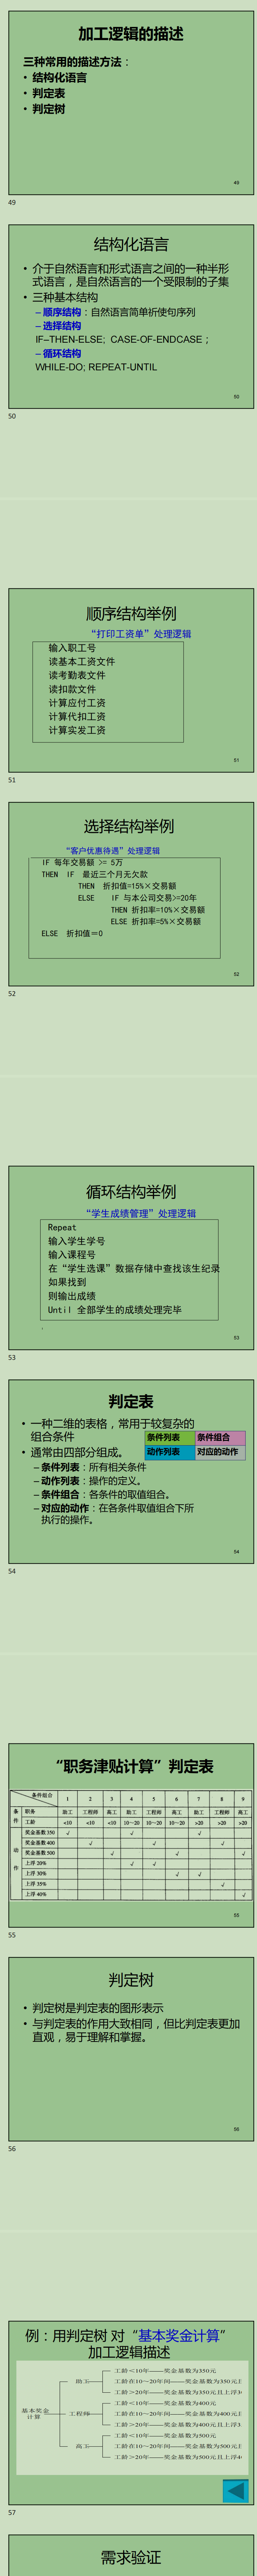 加工逻辑的描述
三种常用的描述方法：
• 结构化语言
• 判定表
• 判定树
49
49
结构化语言
• 介于自然语言和形式语言之间的一种半形
式语言，是自然语言的一个受限制的子集
• 三种基本结构
– 顺序结构：自然语言简单祈使句序列
– 选择结构
IF–THEN-ELSE; CASE-OF-ENDCASE；
– 循环结构
WHILE-DO; REPEAT-UNTIL
50
50
顺序结构举例
“打印工资单”处理逻辑
输入职工号
读基本工资文件
读考勤表文件
读扣款文件
计算应付工资
计算代扣工资
计算实发工资
51
51
选择结构举例
“客户优惠待遇”处理逻辑
IF 每年交易额 >= 5万
THEN IF 最近三个月无欠款
THEN 折扣值=15%×交易额
ELSE IF 与本公司交易>=20年
THEN 折扣率=10%×交易额
ELSE 折扣率=5%×交易额
ELSE 折扣值＝0
52
52
循环结构举例
“学生成绩管理”处理逻辑
Repeat
输入学生学号
输入课程号
在“学生选课”数据存储中查找该生纪录
如果找到
则输出成绩
Until 全部学生的成绩处理完毕
53
53
判定表
• 一种二维的表格，常用于较复杂的
组合条件
• 通常由四部分组成。
条件列表 条件组合
动作列表 对应的动作
– 条件列表：所有相关条件
– 动作列表：操作的定义。
– 条件组合：各条件的取值组合。
– 对应的动作：在各条件取值组合下所
执行的操作。
54
54
“职务津贴计算”判定表
条件组合 1 2 3 4 5 6 7 8 9
条件 职务 助工 工程师 高工 助工 工程师 高工 助工 工程师 高工
工龄 <10 <10 <10 10~20 10~20 10~20 >20 >20 >20
动作 奖金基数350 √ √ √
奖金基数400 √ √ √
奖金基数500 √ √ √
上浮20% √ √
上浮30% √ √
上浮35% √
上浮40% √
55
55
判定树
• 判定树是判定表的图形表示
• 与判定表的作用大致相同，但比判定表更加
直观，易于理解和掌握。
56
56
例：用判定树 对“基本奖金计算”
加工逻辑描述
基本奖金
计算
助工
工龄＜10年——奖金基数为350元
工龄在10～20年间——奖金基数为350元
工龄＞20年——奖金基数为350元且上浮
工程师
工龄＜10年——奖金基数为400元
工龄在10～20年间——奖金基数为400元
工龄＞20年——奖金基数为400元且上浮
高工
工龄＜10年——奖金基数为500元
工龄在10～20年间——奖金基数为500元
工龄＞20年——奖金基数为500元且上浮
57
需求验证